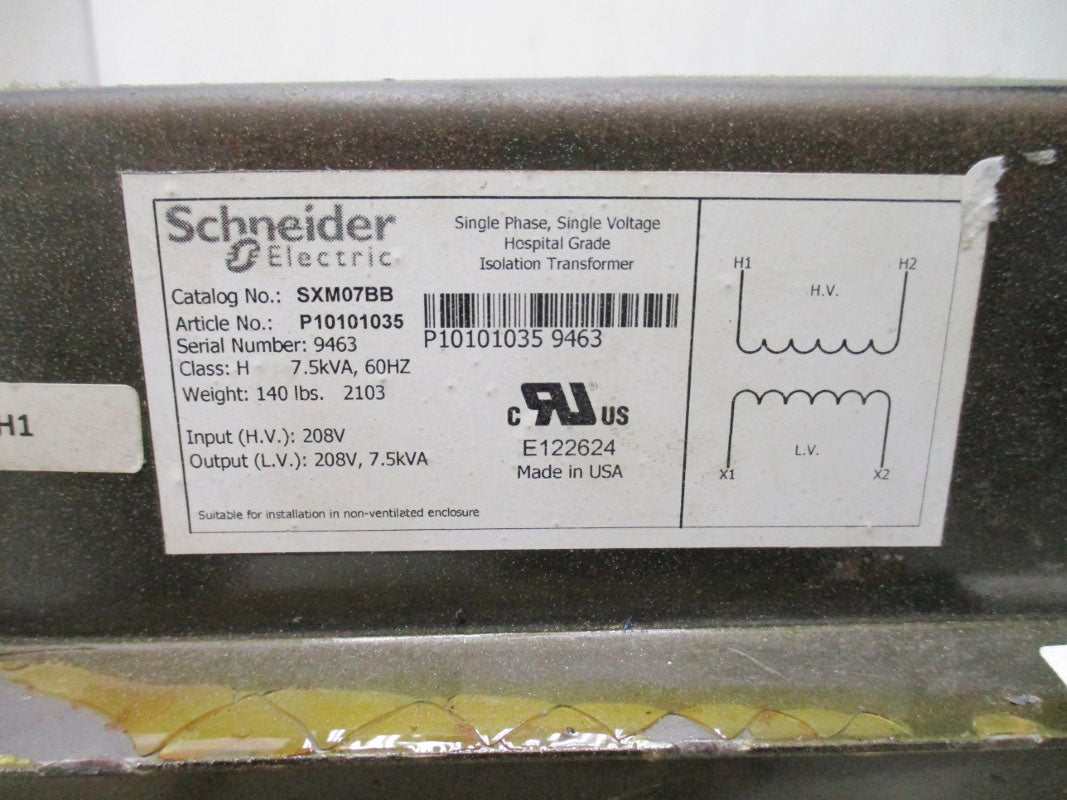 Schneider
Electric
Single Phase, Single Voltage
Hospital Grade
Isolation Transformer
Catalog No.: SXM07BB
Article No.: P10101035
Serial Number: 9463
P10101035 9463
Class: H 7.5kVA, 60HZ
Weight: 140 lbs. 2103
Input (H.V.): 208V
Output (L.V.): 208V, 7.5kVA
c RU ® US
E122624
Made in USA
Suitable for installation in non-ventilated enclosure
H1 H2
H.V.
L.V.
X1 X2
H1